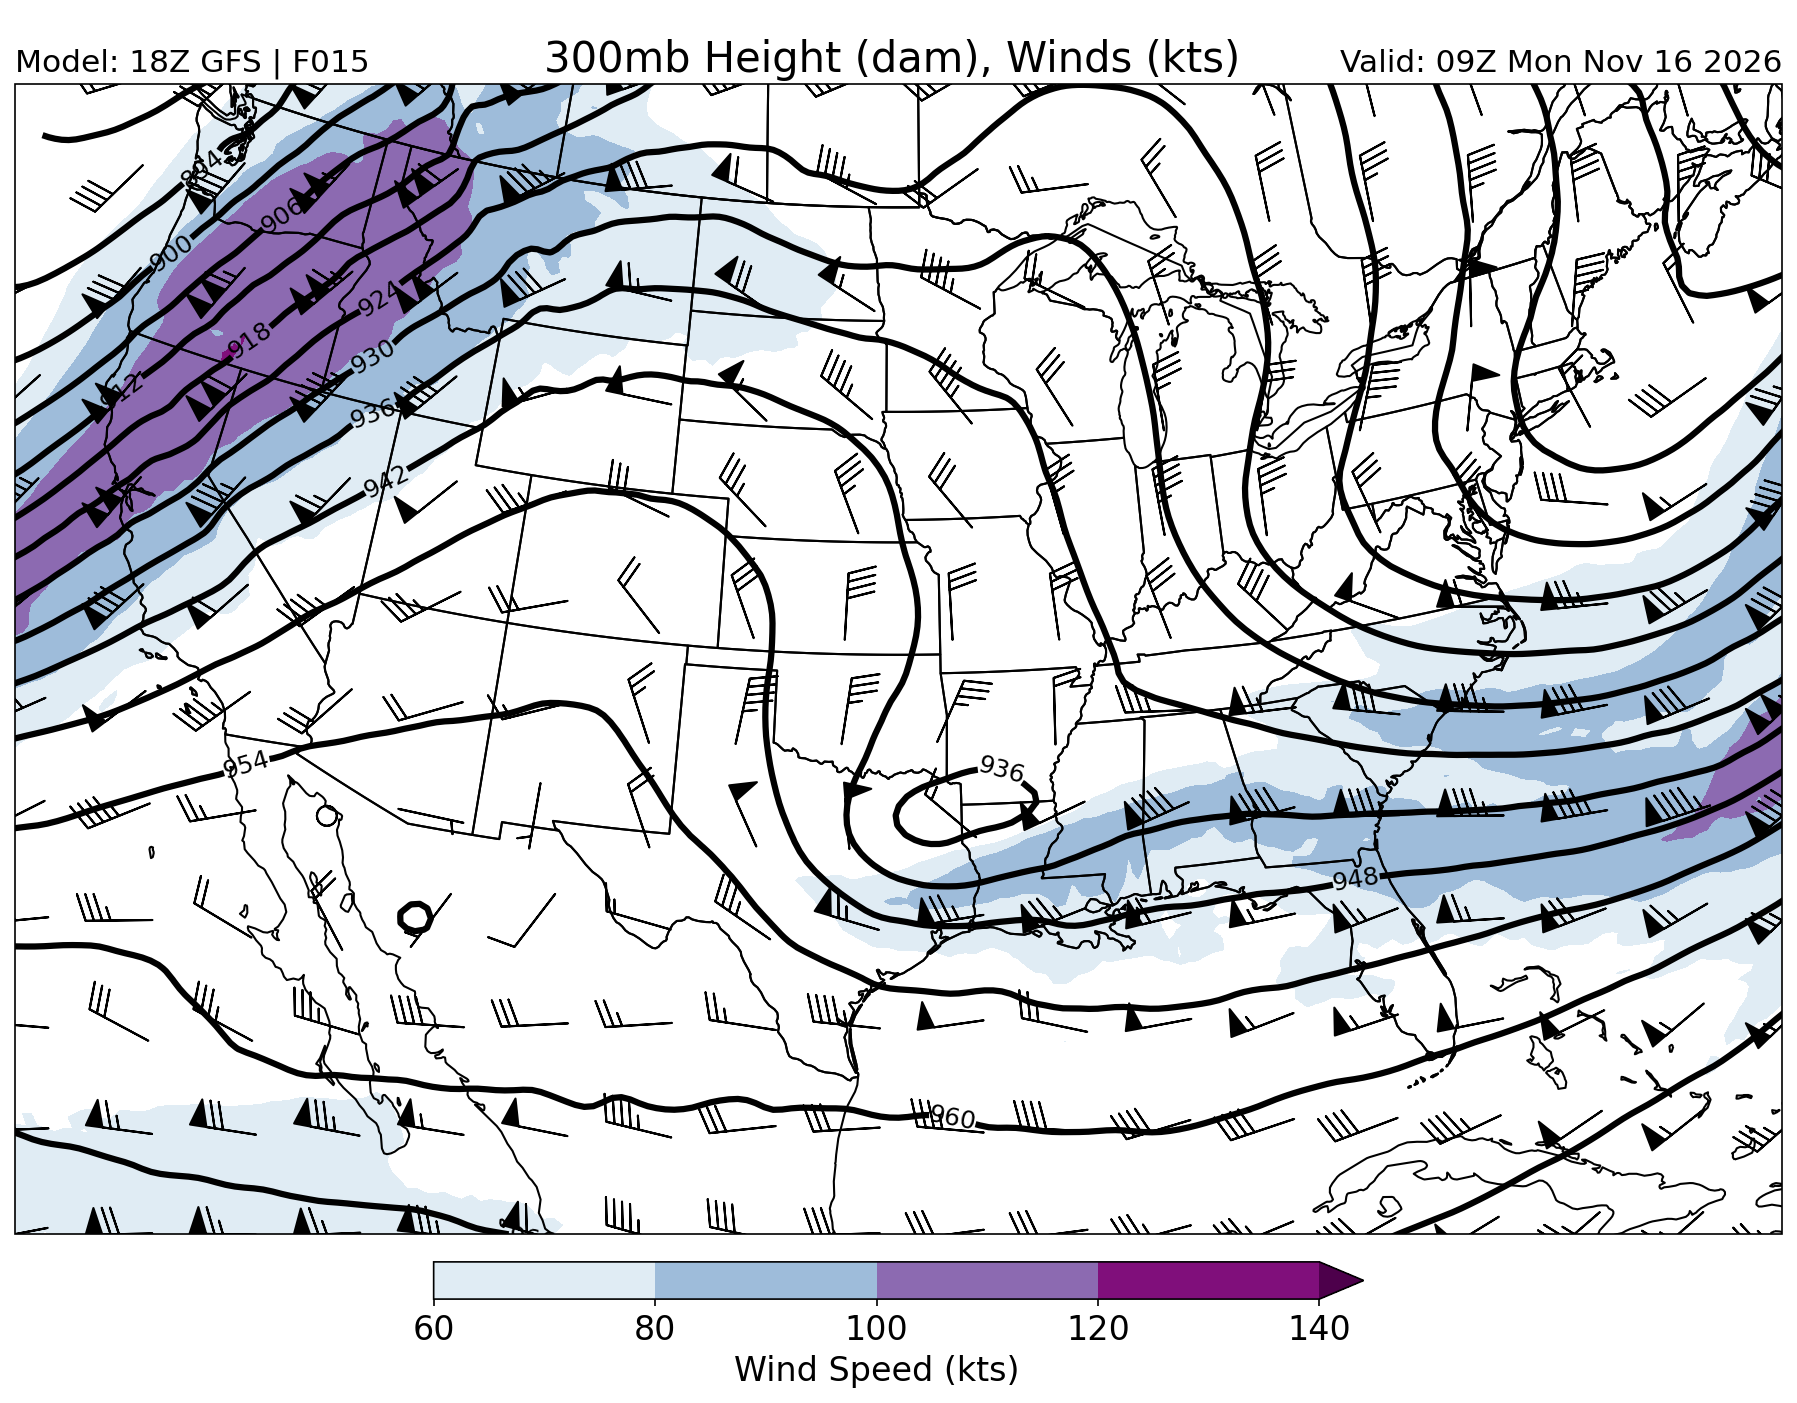 Model: 18Z GFS | F015
300mb Height (dam), Winds (kts)
Valid: 09Z Mon Nov 16 2026
894
906
900
924
918
930
912
936
942
954
936
948
960
60 80 100 120 140
Wind Speed (kts)